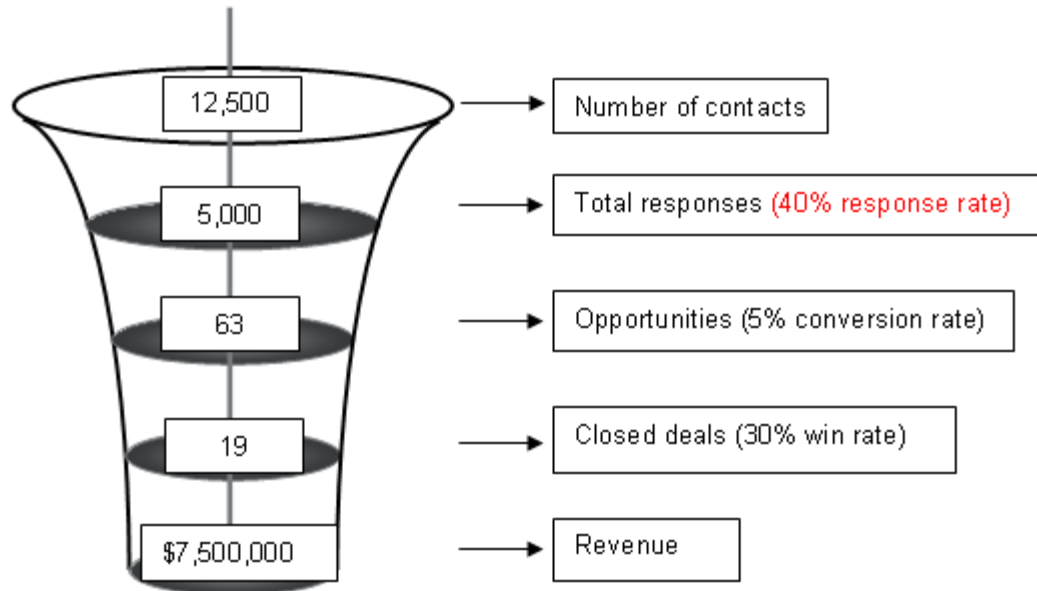 12,500
Number of contacts
5,000
Total responses (40% response rate)
63
Opportunities (5% conversion rate)
19
Closed deals (30% win rate)
$7,500,000
Revenue